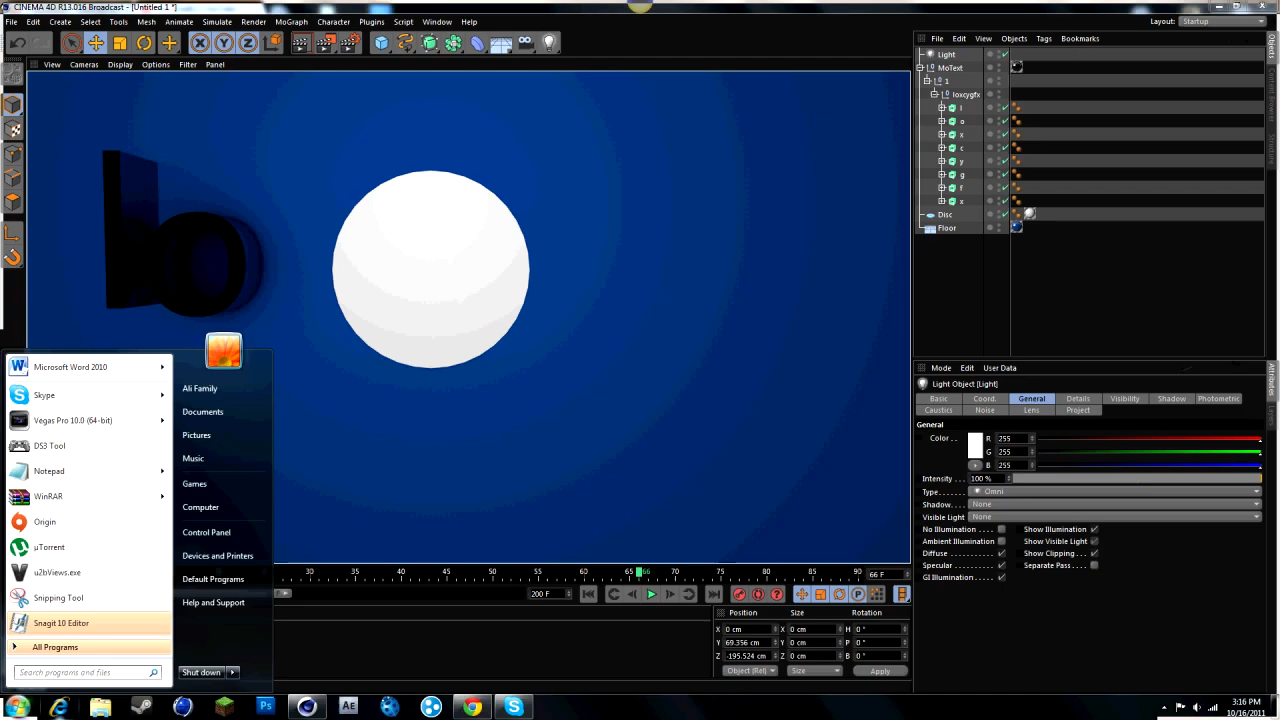 CINEMA 4D R13.016 Broadcast - [Untitled 1 *]
File Edit Create Select Tools Mesh Animate Simulate Render MoGraph Character Plugins Script Window Help
Layout: Startup
View Cameras Display Options Filter Panel
File Edit View Objects Tags Bookmarks
Light
MoText
1
loxcygfx
l
o
x
c
y
g
f
x
Disc
Floor
Objects
Content Browser
Structure
b
Mode Edit User Data
Light Object [Light]
Basic Coord. General Details Visibility Shadow Photometric
Caustics Noise Lens Project
General
Color . . R 255
G 255
B 255
Intensity . . . 100 %
Type . . . . . . . Omni
Shadow. . . . . None
Visible Light . None
No Illumination . . . . Show Illumination
Ambient Illumination Show Visible Light
Diffuse . . . . . . . . . . . Show Clipping . . . .
Specular . . . . . . . . . . Separate Pass . . . .
GI Illumination . . . .
Attributes
Layers
Microsoft Word 2010
Skype
Vegas Pro 10.0 (64-bit)
DS3 Tool
Notepad
WinRAR
Origin
µTorrent
u2bViews.exe
Snipping Tool
Snagit 10 Editor
All Programs
Search programs and files
Ali Family
Documents
Pictures
Music
Games
Computer
Control Panel
Devices and Printers
Default Programs
Help and Support
Shut down
30 35 40 45 50 55 60 65 66 70 75 80 85 90 66 F
200 F
Position Size Rotation
X 0 cm X 0 cm H 0 °
Y 69.356 cm Y 0 cm P 0 °
Z -195.524 cm Z 0 cm B 0 °
Object (Rel) Size Apply
3:16 PM
10/16/2011